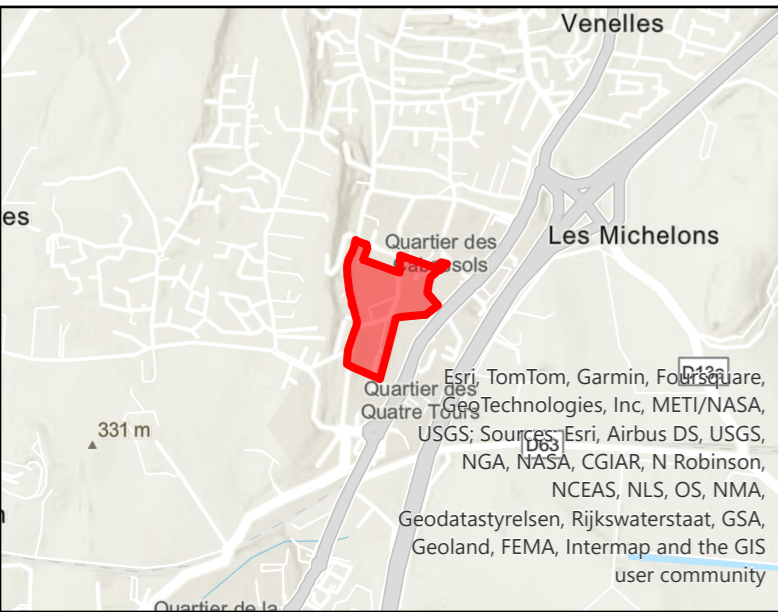 Venelles
es
Quartier des
Les Michelons
331 m
Quartier des
Quatre Tours
D63
Esri, TomTom, Garmin, Foursquare,
GeoTechnologies, Inc, METI/NASA,
USGS; Sources: Esri, Airbus DS, USGS,
NGA, NASA, CGIAR, N Robinson,
NCEAS, NLS, OS, NMA,
Geodatastyrelsen, Rijkswaterstaat, GSA,
Geoland, FEMA, Intermap and the GIS
user community
Quartier de la